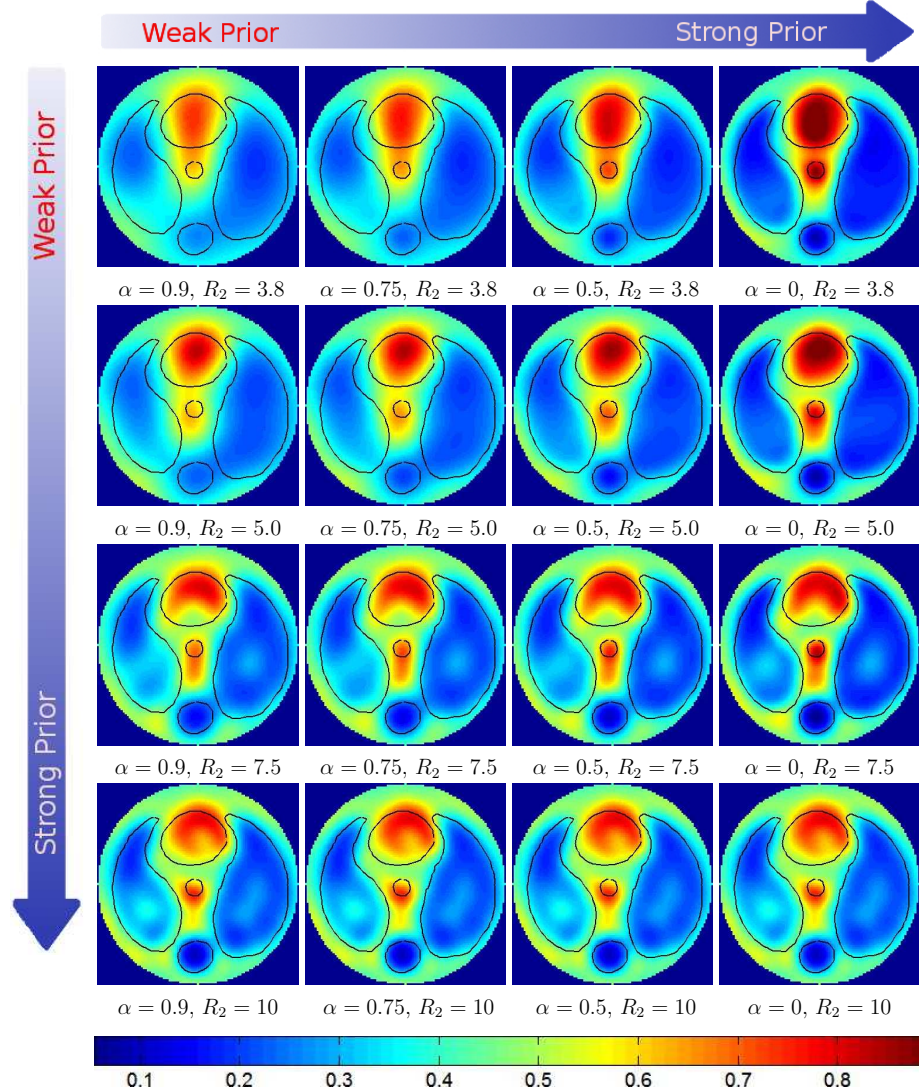 Weak Prior Strong Prior
Weak Prior
Strong Prior
α = 0.9, R₂ = 3.8 α = 0.75, R₂ = 3.8 α = 0.5, R₂ = 3.8 α = 0, R₂ = 3.8
α = 0.9, R₂ = 5.0 α = 0.75, R₂ = 5.0 α = 0.5, R₂ = 5.0 α = 0, R₂ = 5.0
α = 0.9, R₂ = 7.5 α = 0.75, R₂ = 7.5 α = 0.5, R₂ = 7.5 α = 0, R₂ = 7.5
α = 0.9, R₂ = 10 α = 0.75, R₂ = 10 α = 0.5, R₂ = 10 α = 0, R₂ = 10
0.1 0.2 0.3 0.4 0.5 0.6 0.7 0.8